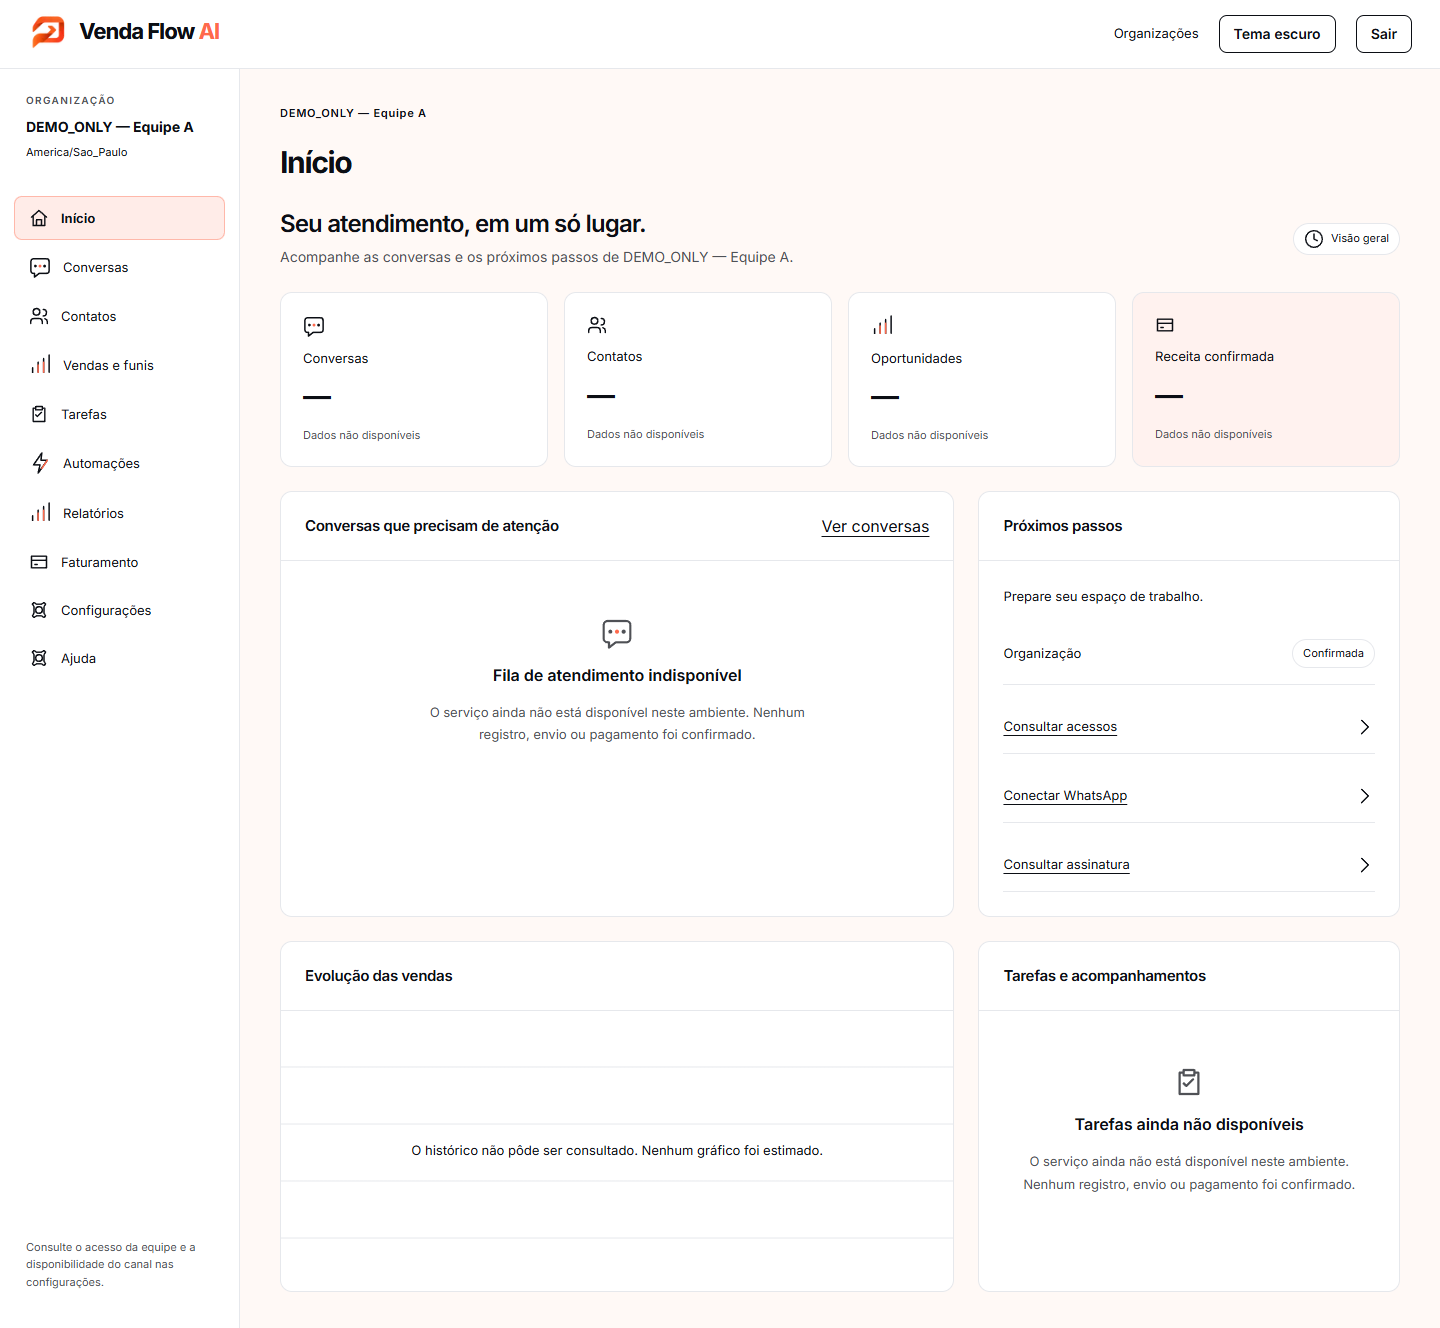 Venda Flow AI
Organizações
Tema escuro
Sair
ORGANIZAÇÃO
DEMO_ONLY — Equipe A
America/Sao_Paulo
Início
Conversas
Contatos
Vendas e funis
Tarefas
Automações
Relatórios
Faturamento
Configurações
Ajuda
Consulte o acesso da equipe e a
disponibilidade do canal nas
configurações.
DEMO_ONLY — Equipe A
Início
Seu atendimento, em um só lugar.
Acompanhe as conversas e os próximos passos de DEMO_ONLY — Equipe A.
Visão geral
Conversas
—
Dados não disponíveis
Contatos
—
Dados não disponíveis
Oportunidades
—
Dados não disponíveis
Receita confirmada
—
Dados não disponíveis
Conversas que precisam de atenção
Ver conversas
Fila de atendimento indisponível
O serviço ainda não está disponível neste ambiente. Nenhum
registro, envio ou pagamento foi confirmado.
Próximos passos
Prepare seu espaço de trabalho.
Organização
Confirmada
Consultar acessos
Conectar WhatsApp
Consultar assinatura
Evolução das vendas
O histórico não pôde ser consultado. Nenhum gráfico foi estimado.
Tarefas e acompanhamentos
Tarefas ainda não disponíveis
O serviço ainda não está disponível neste ambiente.
Nenhum registro, envio ou pagamento foi confirmado.